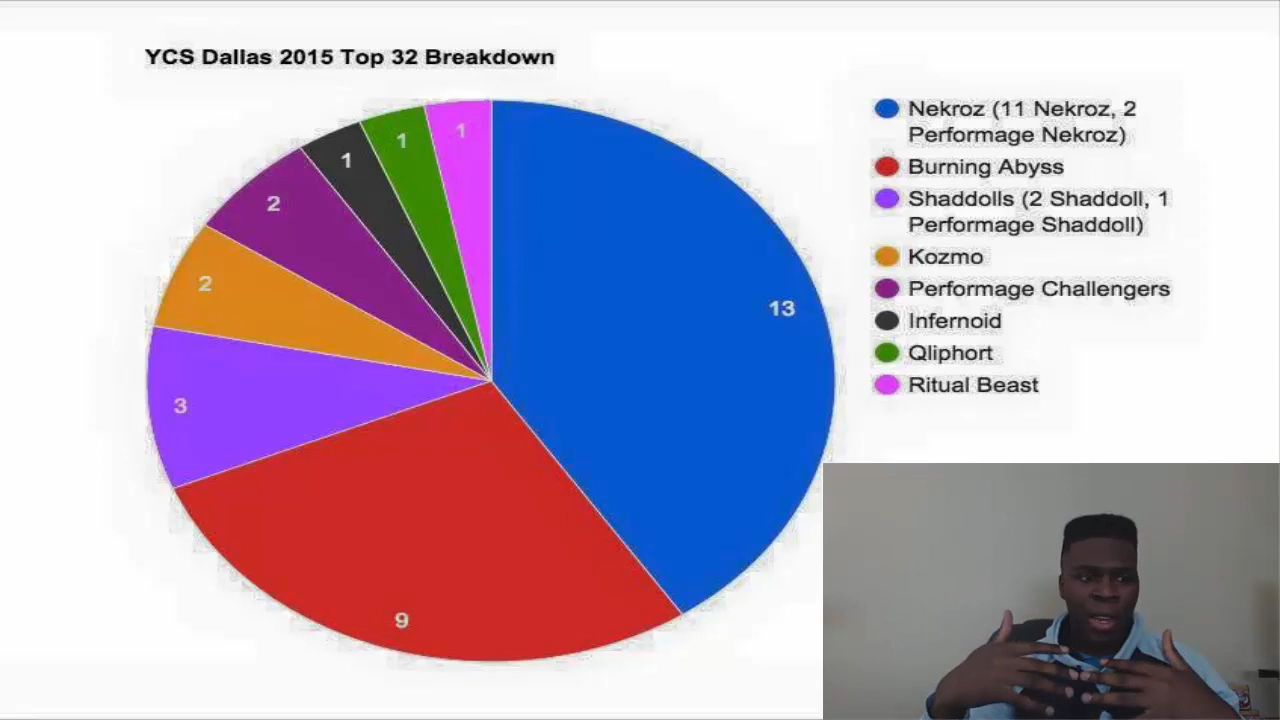 YCS Dallas 2015 Top 32 Breakdown
Nekroz (11 Nekroz, 2
Performage Nekroz)
Burning Abyss
Shaddolls (2 Shaddoll, 1
Performage Shaddoll)
Kozmo
Performage Challengers
Infernoid
Qliphort
Ritual Beast
1
1
1
2
2
3
9
13